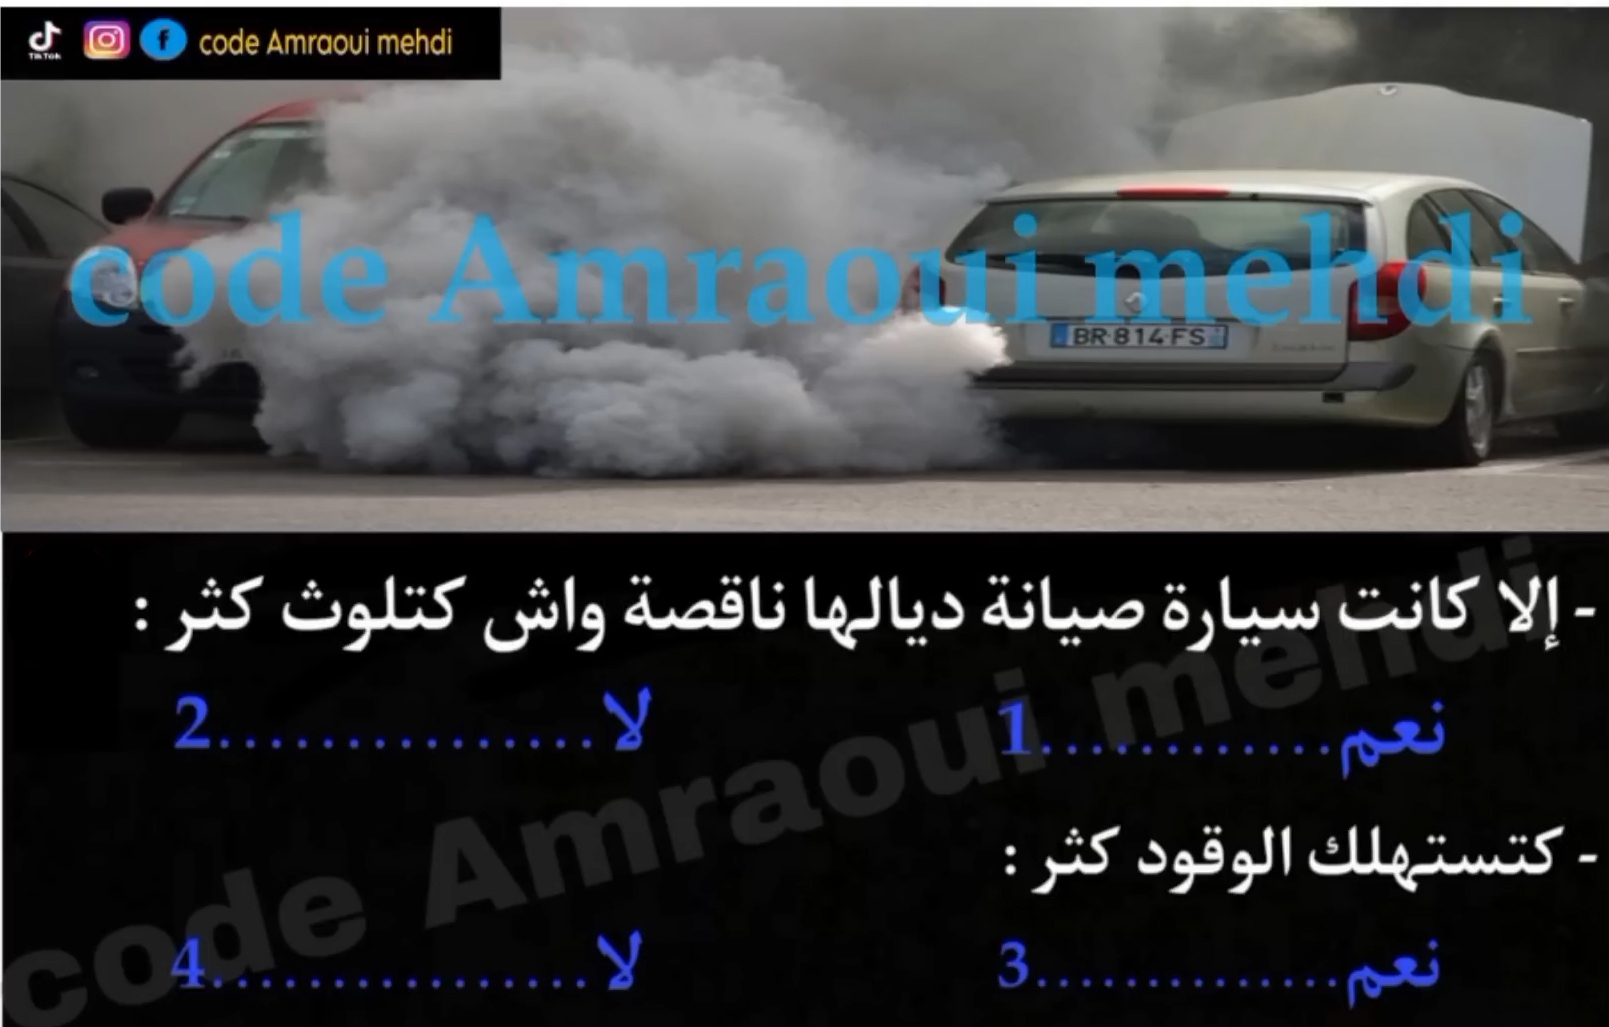 TikTok
code Amraoui mehdi
code Amraoui mehdi
BR-814-FS
- إلا كانت سيارة صيانة ديالها ناقصة واش كتلوث كثر :
نعم............1 لا................2
- كتستهلك الوقود كثر :
نعم.............3 لا................4
code Amraoui mehdi